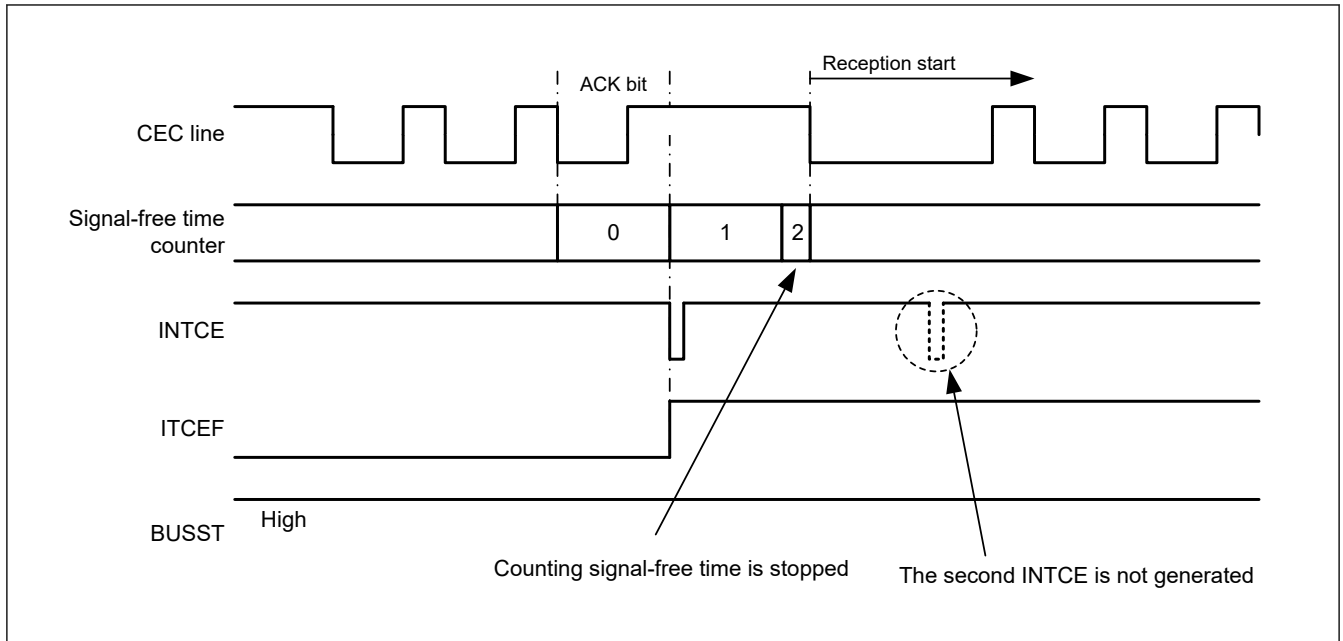 Reception start
ACK bit
CEC line
Signal-free time
counter
0
1
2
INTCE
ITCEF
High
BUSST
Counting signal-free time is stopped
The second INTCE is not generated